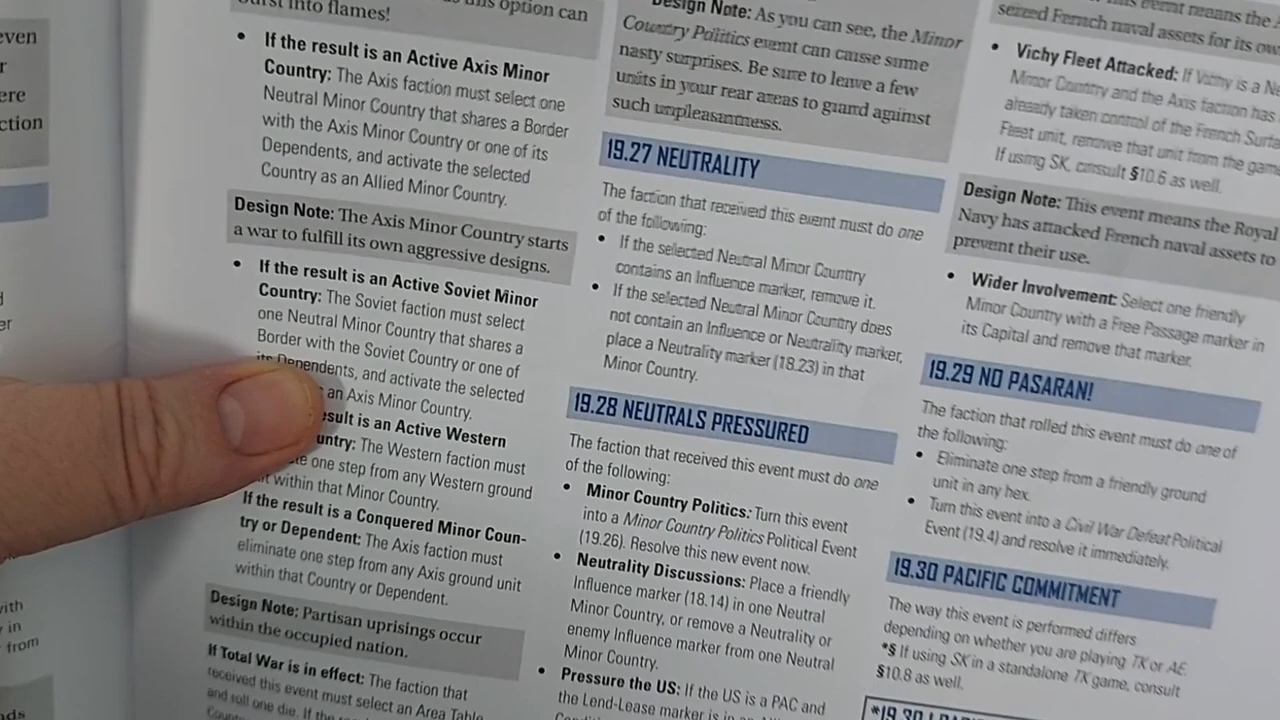 even
r
ere
ction
er
with
y in
from
nds
as this option can
burst into flames!
• If the result is an Active Axis Minor
Country: The Axis faction must select one
Neutral Minor Country that shares a Border
with the Axis Minor Country or one of its
Dependents, and activate the selected
Country as an Allied Minor Country.
Design Note: The Axis Minor Country starts
a war to fulfill its own aggressive designs.
• If the result is an Active Soviet Minor
Country: The Soviet faction must select
one Neutral Minor Country that shares a
Border with the Soviet Country or one of
its Dependents, and activate the selected
an Axis Minor Country.
result is an Active Western
untry: The Western faction must
te one step from any Western ground
within that Minor Country.
If the result is a Conquered Minor Coun-
try or Dependent: The Axis faction must
eliminate one step from any Axis ground unit
within that Country or Dependent.
Design Note: Partisan uprisings occur
within the occupied nation.
If Total War is in effect: The faction that
received this event must select an Area Table
and roll one die. If the
Design Note: As you can see, the Minor
Country Politics event can cause some
nasty surprises. Be sure to leave a few
units in your rear areas to guard against
such unpleasantness.
19.27 NEUTRALITY
The faction that received this event must do one
of the following:
• If the selected Neutral Minor Country
contains an Influence marker, remove it.
• If the selected Neutral Minor Country does
not contain an Influence or Neutrality marker,
place a Neutrality marker (18.23) in that
Minor Country.
19.28 NEUTRALS PRESSURED
The faction that received this event must do one
of the following:
• Minor Country Politics: Turn this event
into a Minor Country Politics Political Event
(19.26). Resolve this new event now.
• Neutrality Discussions: Place a friendly
Influence marker (18.14) in one Neutral
Minor Country, or remove a Neutrality or
enemy Influence marker from one Neutral
Minor Country.
• Pressure the US: If the US is a PAC and
the Lend-Lease marker is in
this event means the
seized French naval assets for its ow
• Vichy Fleet Attacked: If Vichy is a Ne
Minor Country and the Axis faction has
already taken control of the French Surfa
Fleet unit, remove that unit from the game
If using SK, consult §10.6 as well.
Design Note: This event means the Royal
Navy has attacked French naval assets to
prevent their use.
• Wider Involvement: Select one friendly
Minor Country with a Free Passage marker in
its Capital and remove that marker.
19.29 NO PASARAN!
The faction that rolled this event must do one of
the following:
• Eliminate one step from a friendly ground
unit in any hex.
• Turn this event into a Civil War Defeat Political
Event (19.4) and resolve it immediately.
19.30 PACIFIC COMMITMENT
The way this event is performed differs
depending on whether you are playing TK or AE.
*§ If using SK in a standalone TK game, consult
§10.8 as well.
*19.30.1